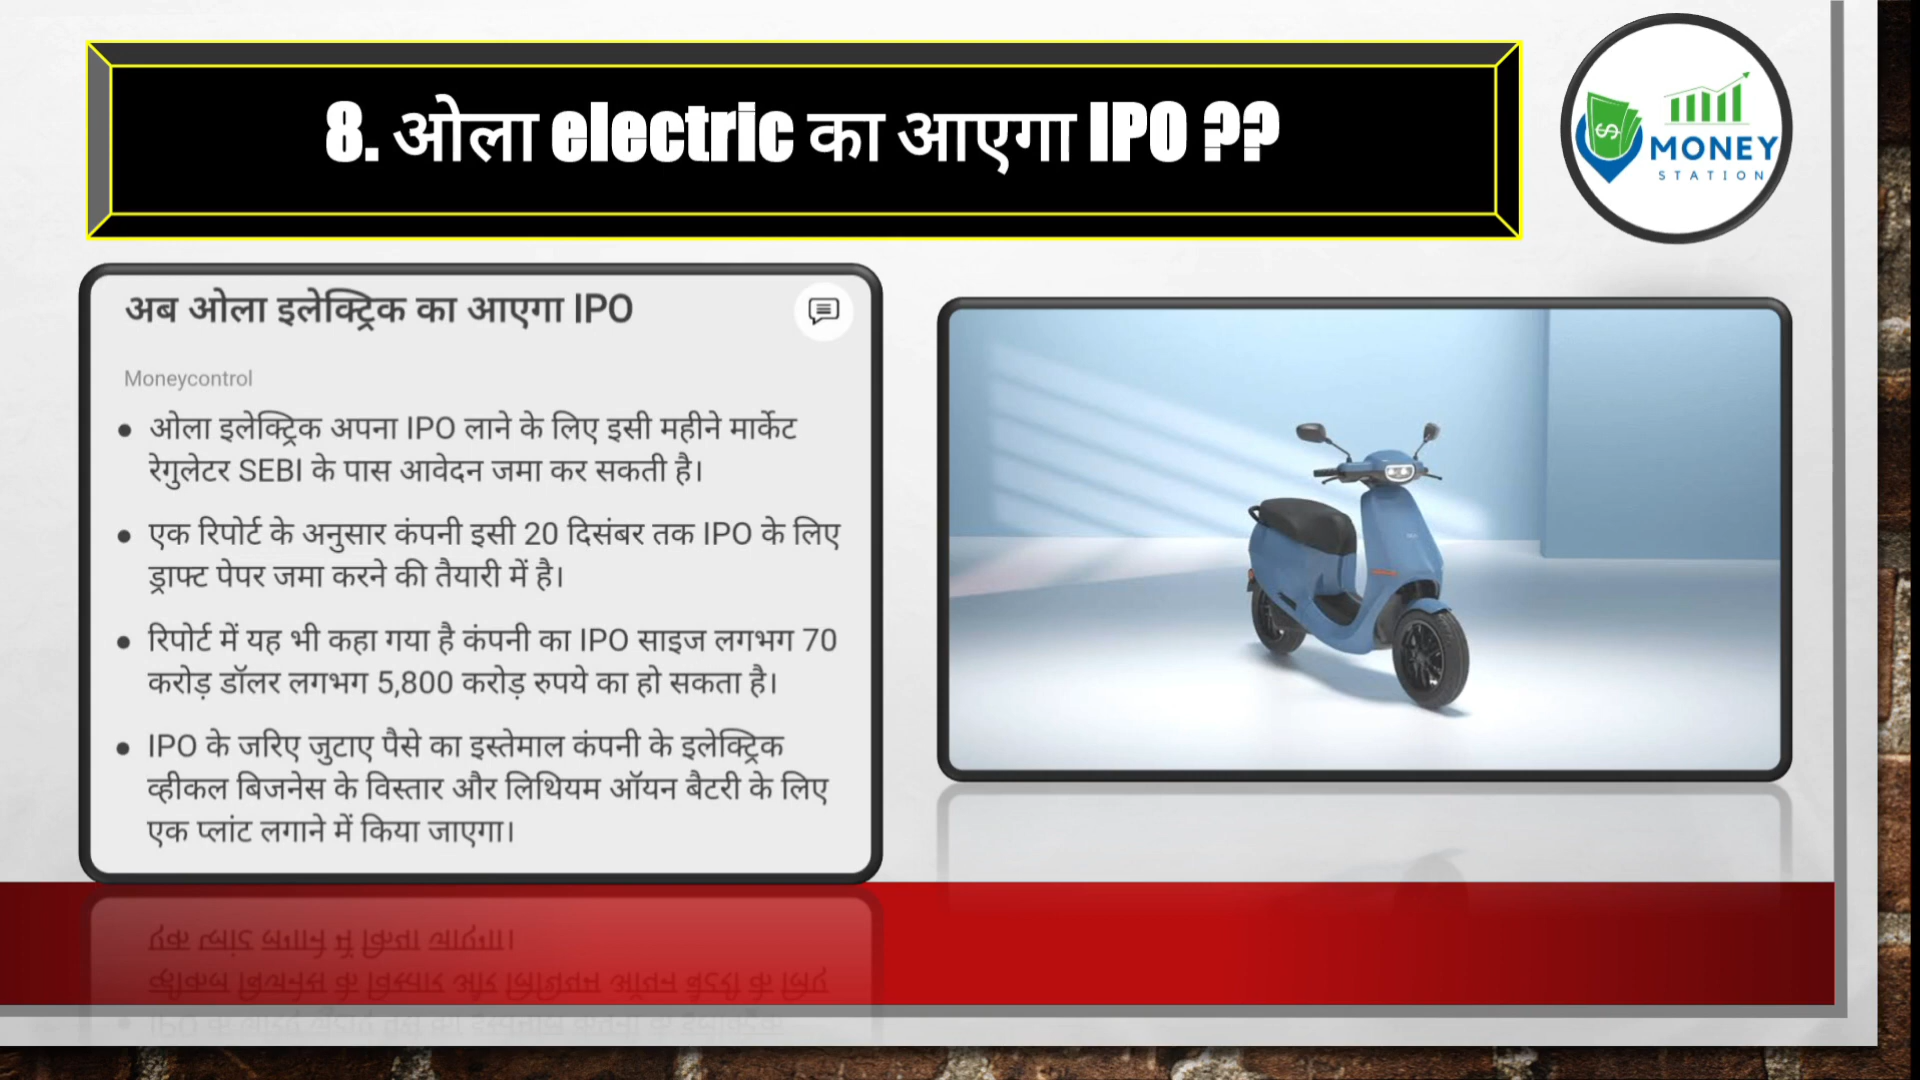 8. ओला electric का आएगा IPO ??
MONEY
STATION
अब ओला इलेक्ट्रिक का आएगा IPO
Moneycontrol
• ओला इलेक्ट्रिक अपना IPO लाने के लिए इसी महीने मार्केट
रेगुलेटर SEBI के पास आवेदन जमा कर सकती है।
• एक रिपोर्ट के अनुसार कंपनी इसी 20 दिसंबर तक IPO के लिए
ड्राफ्ट पेपर जमा करने की तैयारी में है।
• रिपोर्ट में यह भी कहा गया है कंपनी का IPO साइज लगभग 70
करोड़ डॉलर लगभग 5,800 करोड़ रुपये का हो सकता है।
• IPO के जरिए जुटाए पैसे का इस्तेमाल कंपनी के इलेक्ट्रिक
व्हीकल बिजनेस के विस्तार और लिथियम ऑयन बैटरी के लिए
एक प्लांट लगाने में किया जाएगा।